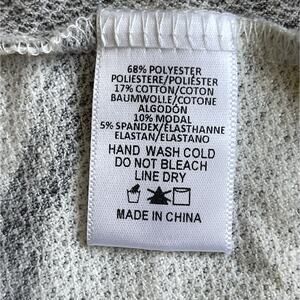 68% POLYESTER
POLIESTERE/POLIÉSTER
17% COTTON/COTON
BAUMWOLLE/COTONE
ALGODÓN
10% MODAL
5% SPANDEX/ÉLASTHANNE
ELASTAN/ELASTANO
HAND WASH COLD
DO NOT BLEACH
LINE DRY
MADE IN CHINA